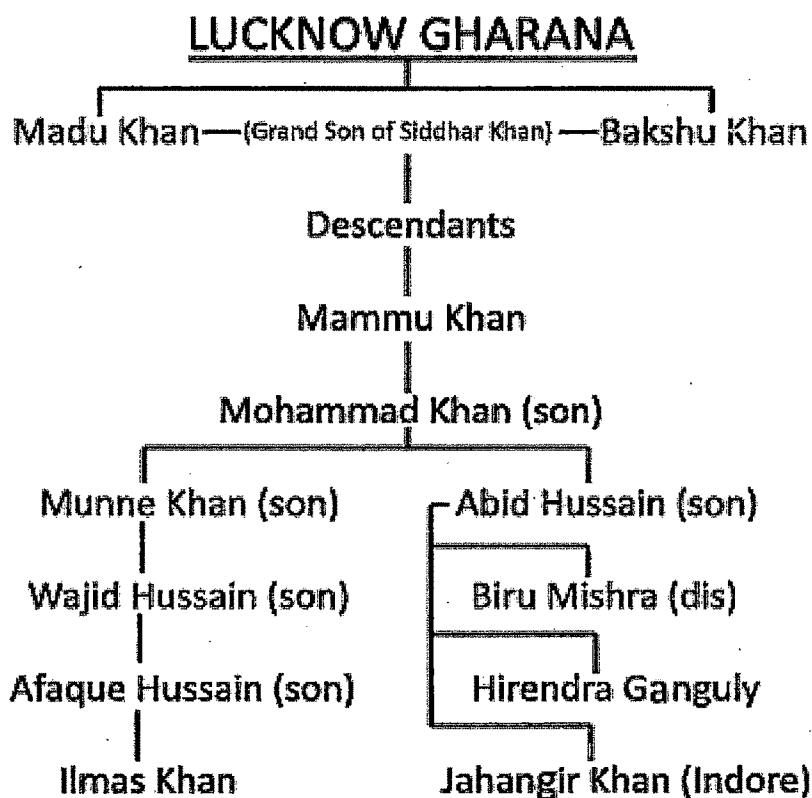 LUCKNOW GHARANA
Madu Khan (Grand Son of Siddhar Khan) Bakshu Khan
Descendants
Mammu Khan
Mohammad Khan (son)
Munne Khan (son) Abid Hussain (son)
Wajid Hussain (son) Biru Mishra (dis)
Afaque Hussain (son) Hirendra Ganguly
Ilmas Khan Jahangir Khan (Indore)